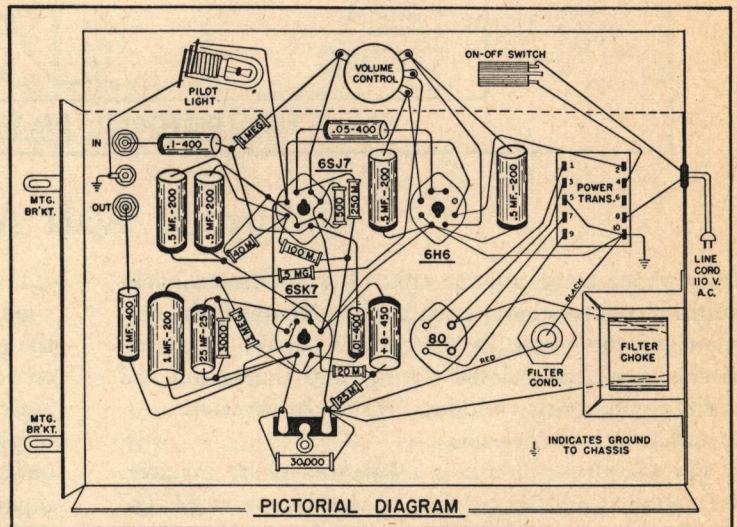 PILOT
LIGHT
VOLUME
CONTROL
ON-OFF SWITCH
IN
.1-400
1 MEG.
.05-400
6SJ7
.5 MF.-200
.5 MF.-200
500
250 M.
.5 MF.-200
.5 MF.-200
1
2
3
4
5
6
7
8
9
10
POWER
TRANS.
MTG.
BR'KT.
OUT
40 M.
100 M.
.5 MG
6H6
6SK7
LINE
CORD
110 V.
A.C.
BLACK
.1 MF.-400
.1 MF.-200
25 MF-25V
3000
.01-400
+8-450
80
RED
FILTER
COND.
FILTER
CHOKE
20 M.
25 M.
MTG.
BR'KT.
30,000
INDICATES GROUND
TO CHASSIS
PICTORIAL DIAGRAM